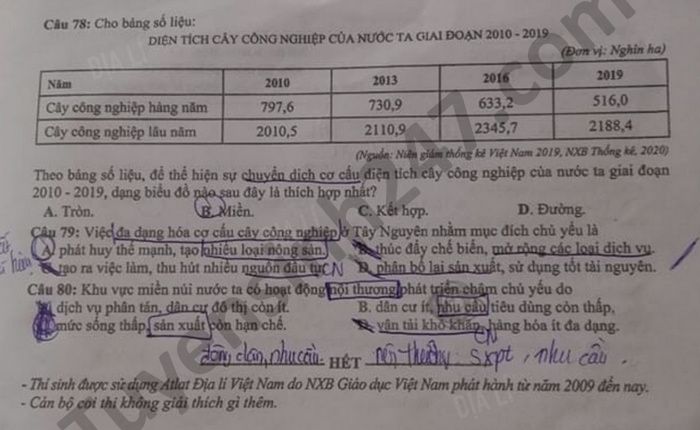 Câu 78: Cho bảng số liệu:
DIỆN TÍCH CÂY CÔNG NGHIỆP CỦA NƯỚC TA GIAI ĐOẠN 2010 - 2019
(Đơn vị: Nghìn ha)
Năm 2010 2013 2016 2019
Cây công nghiệp hàng năm 797,6 730,9 633,2 516,0
Cây công nghiệp lâu năm 2010,5 2110,9 2345,7 2188,4
(Nguồn: Niên giám thống kê Việt Nam 2019, NXB Thống kê, 2020)
Theo bảng số liệu, để thể hiện sự chuyển dịch cơ cấu diện tích cây công nghiệp của nước ta giai đoạn
2010 - 2019, dạng biểu đồ nào sau đây là thích hợp nhất?
A. Tròn. B. Miền. C. Kết hợp. D. Đường.
Câu 79: Việc đa dạng hóa cơ cấu cây công nghiệp ở Tây Nguyên nhằm mục đích chủ yếu là
A. phát huy thế mạnh, tạo nhiều loại nông sản. B. thúc đẩy chế biến, mở rộng các loại dịch vụ.
C. tạo ra việc làm, thu hút nhiều nguồn đầu tư. CN D. phân bố lại sản xuất, sử dụng tốt tài nguyên.
Câu 80: Khu vực miền núi nước ta có hoạt động nội thương phát triển chậm chủ yếu do
A. dịch vụ phân tán, dân cư đô thị còn ít. B. dân cư ít, nhu cầu tiêu dùng còn thấp.
C. mức sống thấp, sản xuất còn hạn chế. D. vận tải khó khăn, hàng hóa ít đa dạng.
CN
đông dân, nhu cầu HẾT nội thương: sxpt, nhu cầu.
- Thí sinh được sử dụng Atlat Địa lí Việt Nam do NXB Giáo dục Việt Nam phát hành từ năm 2009 đến nay.
- Cán bộ coi thi không giải thích gì thêm.
Tuyensinh247.com